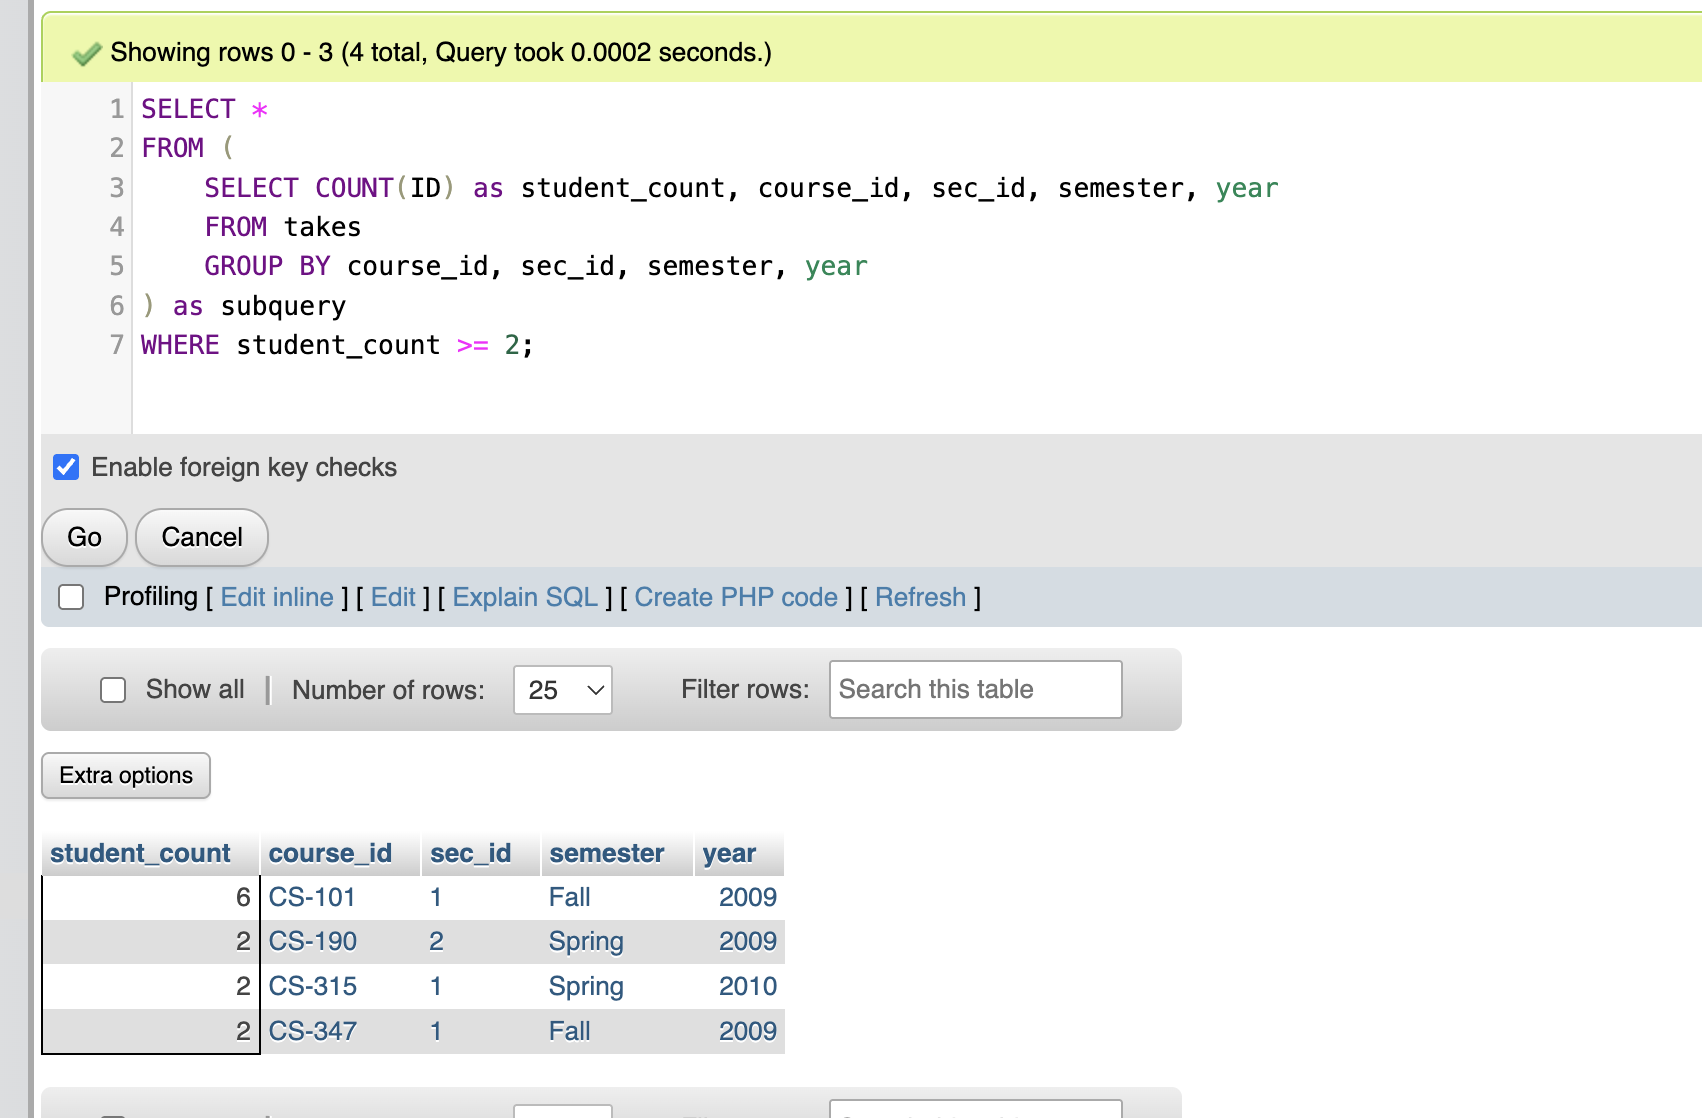 Showing rows 0 - 3 (4 total, Query took 0.0002 seconds.)
1 SELECT *
2 FROM (
3 SELECT COUNT(ID) as student_count, course_id, sec_id, semester, year
4 FROM takes
5 GROUP BY course_id, sec_id, semester, year
6 ) as subquery
7 WHERE student_count >= 2;
Enable foreign key checks
Go Cancel
Profiling [ Edit inline ] [ Edit ] [ Explain SQL ] [ Create PHP code ] [ Refresh ]
Show all | Number of rows: 25 Filter rows: Search this table
Extra options
student_count course_id sec_id semester year
6 CS-101 1 Fall 2009
2 CS-190 2 Spring 2009
2 CS-315 1 Spring 2010
2 CS-347 1 Fall 2009